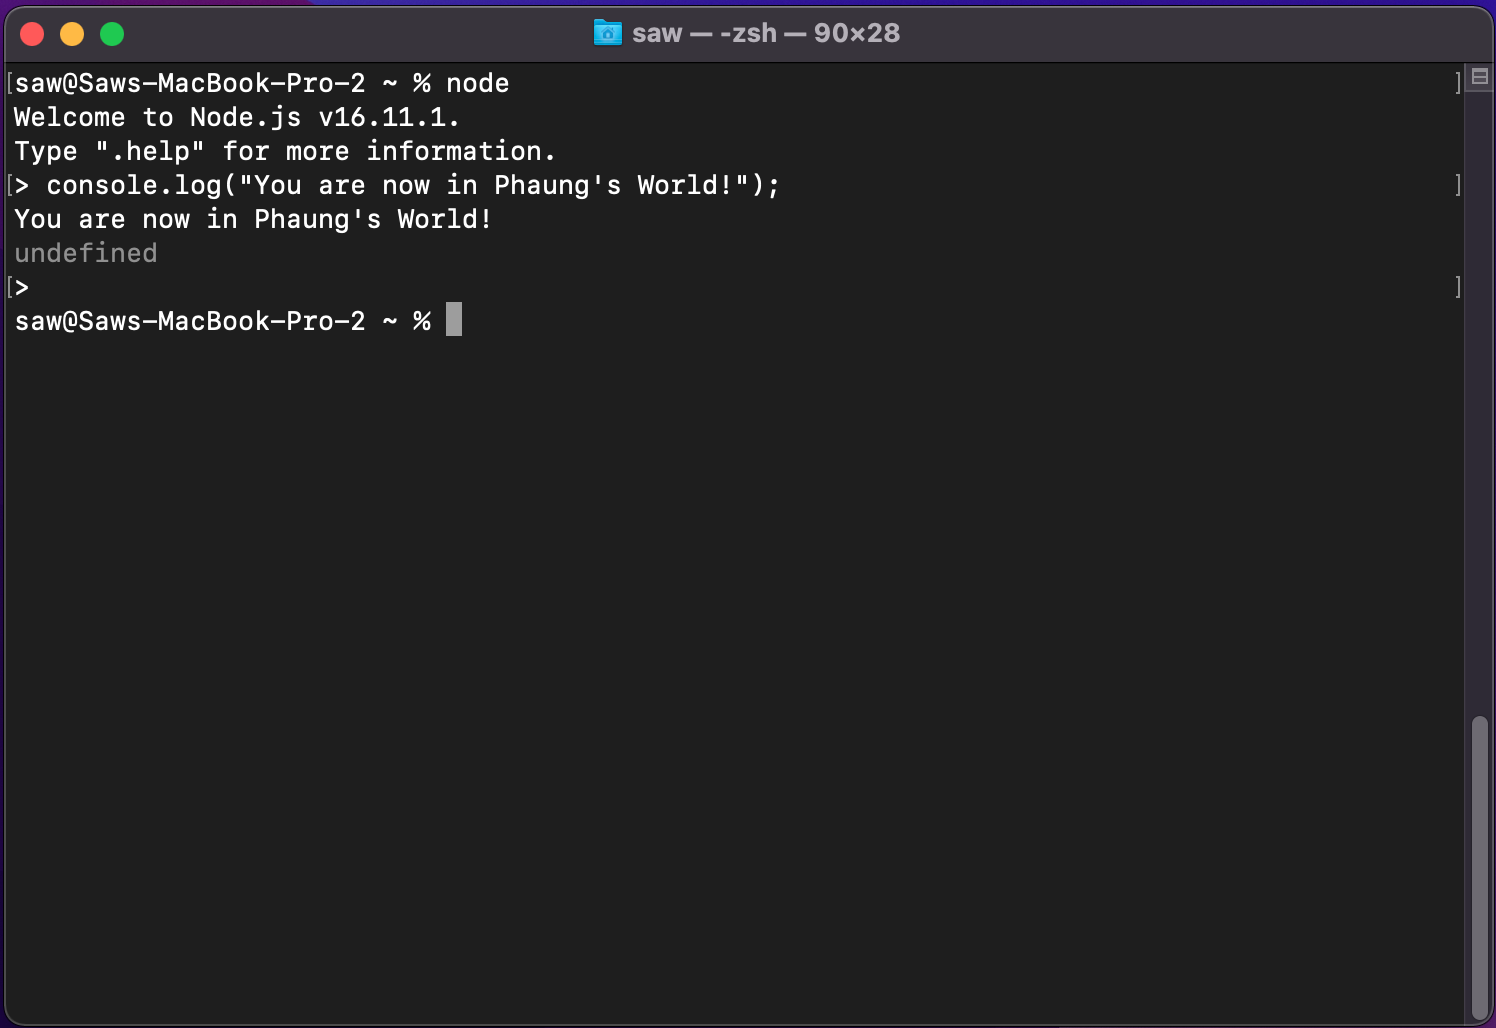 saw — -zsh — 90×28
[saw@Saws-MacBook-Pro-2 ~ % node ]
Welcome to Node.js v16.11.1.
Type ".help" for more information.
[> console.log("You are now in Phaung's World!"); ]
You are now in Phaung's World!
undefined
[> ]
saw@Saws-MacBook-Pro-2 ~ %